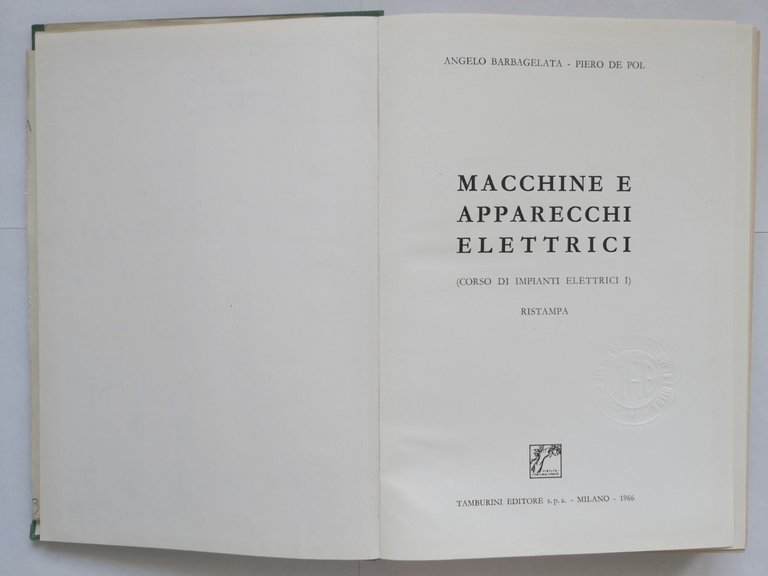 ANGELO BARBAGELATA - PIERO DE POL
MACCHINE E
APPARECCHI
ELETTRICI
(CORSO DI IMPIANTI ELETTRICI I)
RISTAMPA
TAMBURINI EDITORE s.p.a. - MILANO - 1966